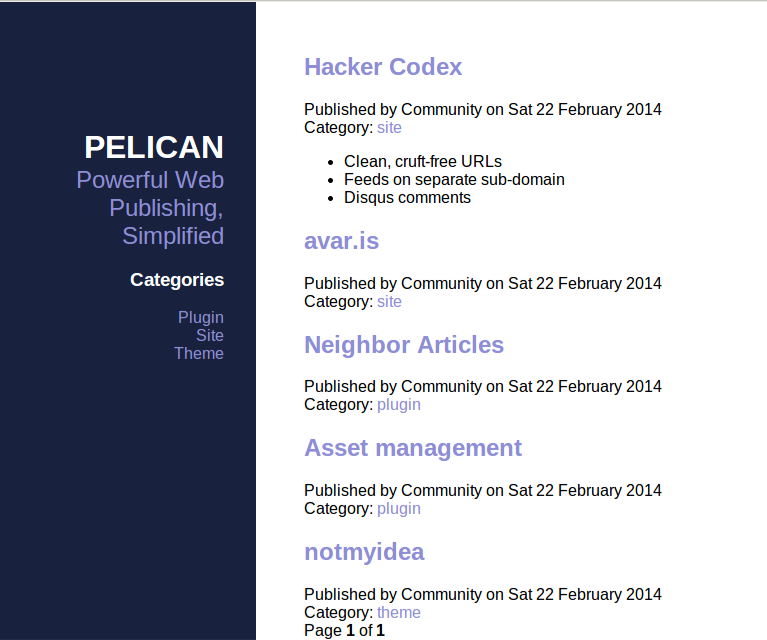 PELICAN
Powerful Web
Publishing,
Simplified
Categories
Plugin
Site
Theme
Hacker Codex
Published by Community on Sat 22 February 2014
Category: site
• Clean, cruft-free URLs
• Feeds on separate sub-domain
• Disqus comments
avar.is
Published by Community on Sat 22 February 2014
Category: site
Neighbor Articles
Published by Community on Sat 22 February 2014
Category: plugin
Asset management
Published by Community on Sat 22 February 2014
Category: plugin
notmyidea
Published by Community on Sat 22 February 2014
Category: theme
Page 1 of 1